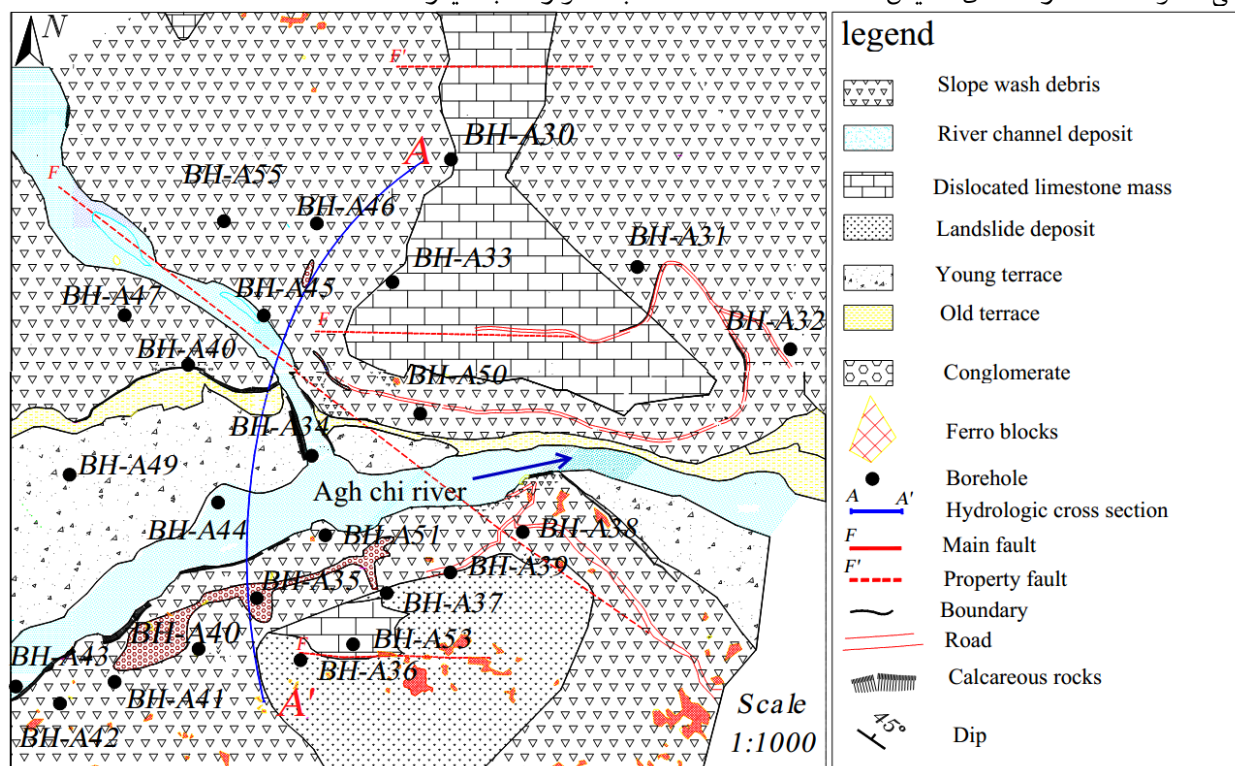 N
F'
A
BH-A30
BH-A55
F
BH-A46
BH-A31
BH-A33
BH-A47
BH-A45
F
BH-A32
BH-A40
BH-A50
BH-A34
BH-A49
Agh chi river
BH-A44
BH-A51
BH-A38
BH-A39
BH-A35
BH-A37
BH-A40
BH-A53
F
BH-A43
BH-A36
BH-A41
A'
BH-A42
Scale
1:1000
legend
Slope wash debris
River channel deposit
Dislocated limestone mass
Landslide deposit
Young terrace
Old terrace
Conglomerate
Ferro blocks
Borehole
A A'
Hydrologic cross section
F
Main fault
F'
Property fault
Boundary
Road
Calcareous rocks
45°
Dip